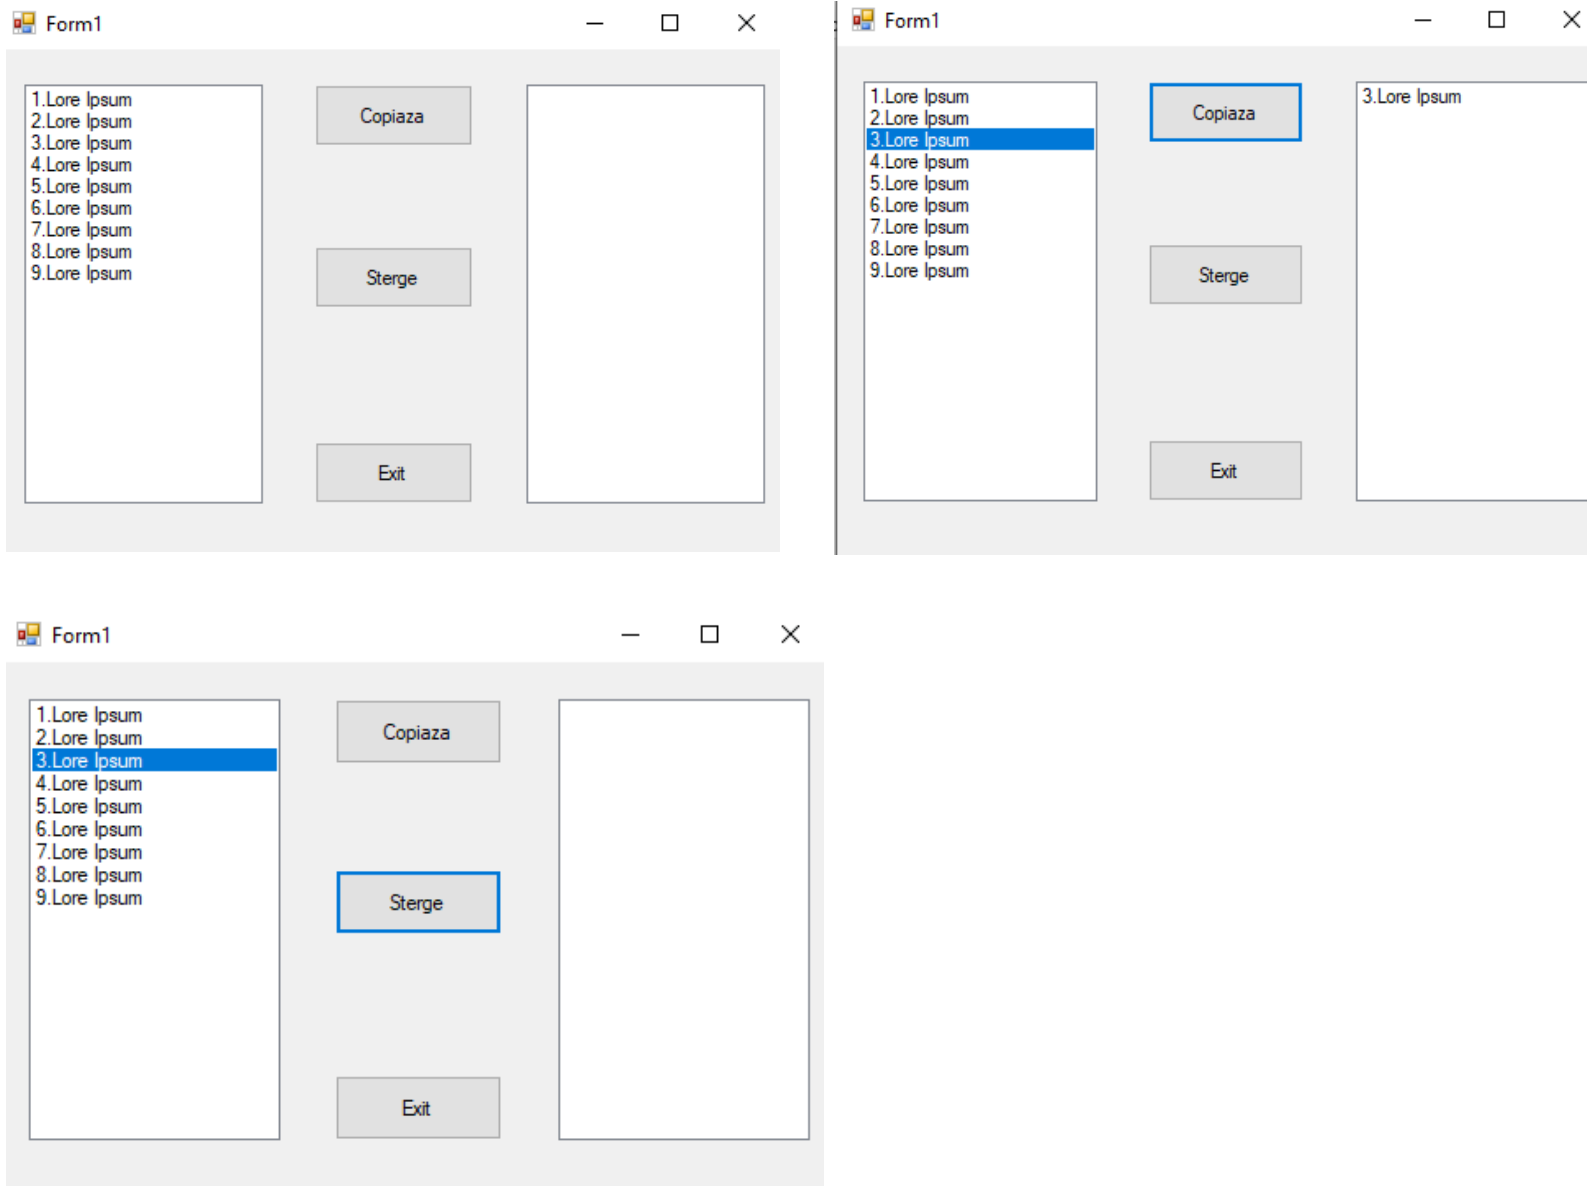 Form1
1.Lore Ipsum
2.Lore Ipsum
3.Lore Ipsum
4.Lore Ipsum
5.Lore Ipsum
6.Lore Ipsum
7.Lore Ipsum
8.Lore Ipsum
9.Lore Ipsum
Copiaza
Sterge
Exit
Form1
1.Lore Ipsum
2.Lore Ipsum
3.Lore Ipsum
4.Lore Ipsum
5.Lore Ipsum
6.Lore Ipsum
7.Lore Ipsum
8.Lore Ipsum
9.Lore Ipsum
Copiaza
Sterge
Exit
3.Lore Ipsum
Form1
1.Lore Ipsum
2.Lore Ipsum
3.Lore Ipsum
4.Lore Ipsum
5.Lore Ipsum
6.Lore Ipsum
7.Lore Ipsum
8.Lore Ipsum
9.Lore Ipsum
Copiaza
Sterge
Exit